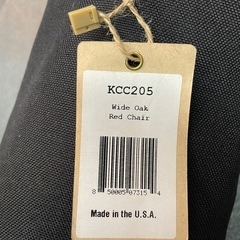 KCC205
Wide Oak
Red Chair
8 50005 07315 4
Made in the U.S.A.